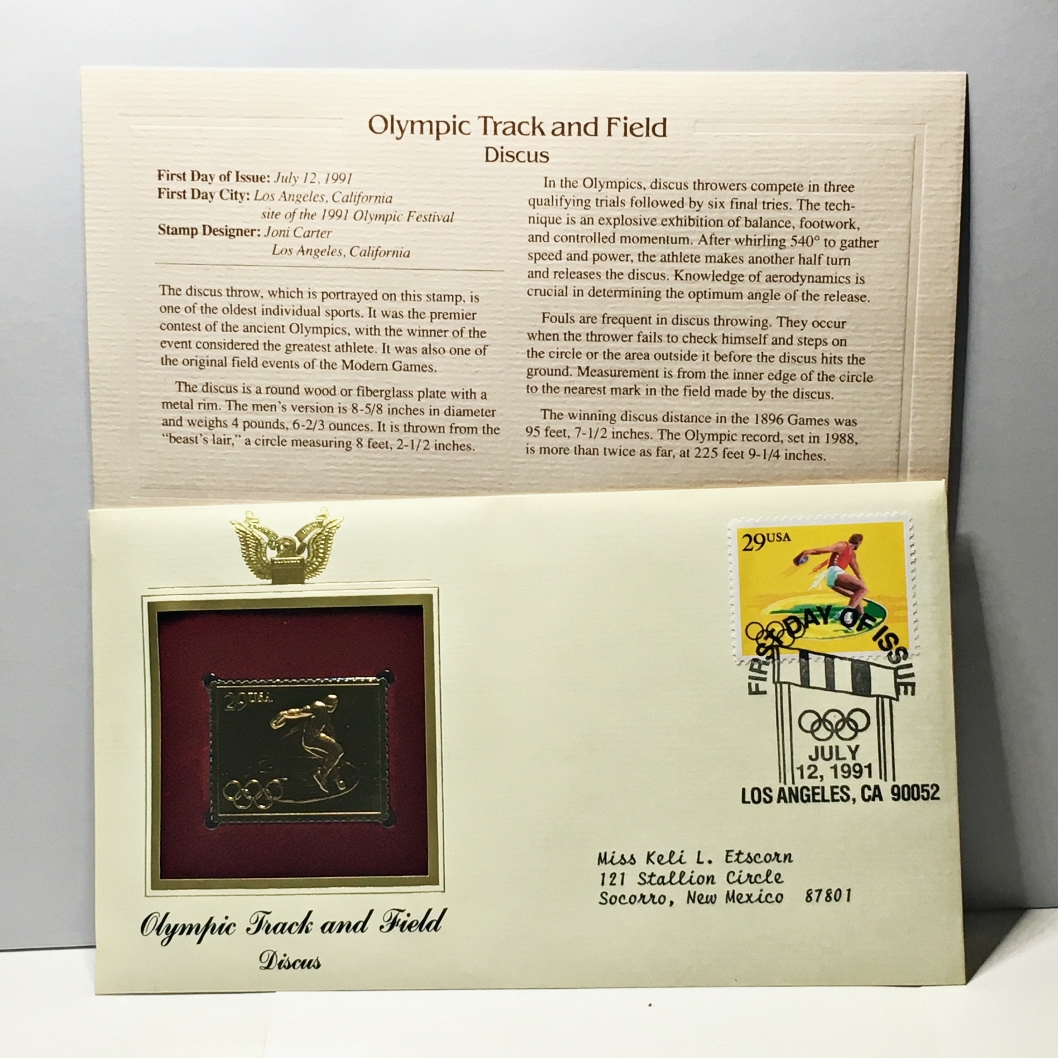 Olympic Track and Field
Discus
First Day of Issue: July 12, 1991
First Day City: Los Angeles, California
site of the 1991 Olympic Festival
Stamp Designer: Joni Carter
Los Angeles, California
The discus throw, which is portrayed on this stamp, is
one of the oldest individual sports. It was the premier
contest of the ancient Olympics, with the winner of the
event considered the greatest athlete. It was also one of
the original field events of the Modern Games.
The discus is a round wood or fiberglass plate with a
metal rim. The men's version is 8-5/8 inches in diameter
and weighs 4 pounds, 6-2/3 ounces. It is thrown from the
"beast's lair," a circle measuring 8 feet, 2-1/2 inches.
In the Olympics, discus throwers compete in three
qualifying trials followed by six final tries. The tech-
nique is an explosive exhibition of balance, footwork,
and controlled momentum. After whirling 540° to gather
speed and power, the athlete makes another half turn
and releases the discus. Knowledge of aerodynamics is
crucial in determining the optimum angle of the release.
Fouls are frequent in discus throwing. They occur
when the thrower fails to check himself and steps on
the circle or the area outside it before the discus hits the
ground. Measurement is from the inner edge of the circle
to the nearest mark in the field made by the discus.
The winning discus distance in the 1896 Games was
95 feet, 7-1/2 inches. The Olympic record, set in 1988,
is more than twice as far, at 225 feet 9-1/4 inches.
29USA
29USA
FIRST DAY OF ISSUE
JULY
12, 1991
LOS ANGELES, CA 90052
Miss Keli L. Etscorn
121 Stallion Circle
Socorro, New Mexico 87801
Olympic Track and Field
Discus